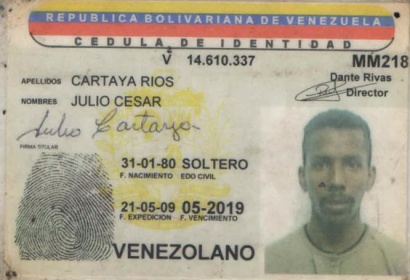 REPUBLICA BOLIVARIANA DE VENEZUELA
CEDULA DE IDENTIDAD
V 14.610.337
MM218
APELLIDOS CARTAYA RIOS
Dante Rivas
Director
NOMBRES JULIO CESAR
Julio Cartaya
FIRMA TITULAR
31-01-80 SOLTERO
F. NACIMIENTO EDO CIVIL
21-05-09 05-2019
F. EXPEDICION F. VENCIMIENTO
VENEZOLANO